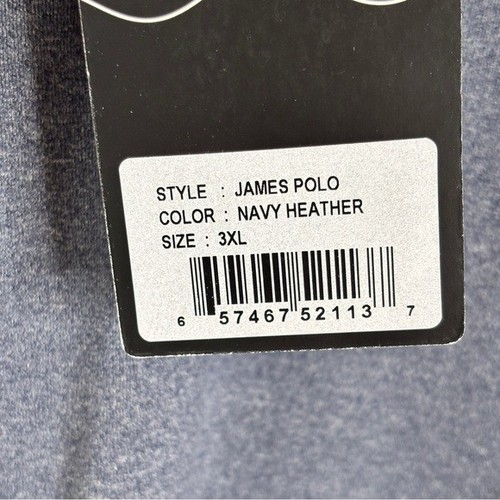 STYLE : JAMES POLO
COLOR : NAVY HEATHER
SIZE : 3XL
6 57467 52113 7